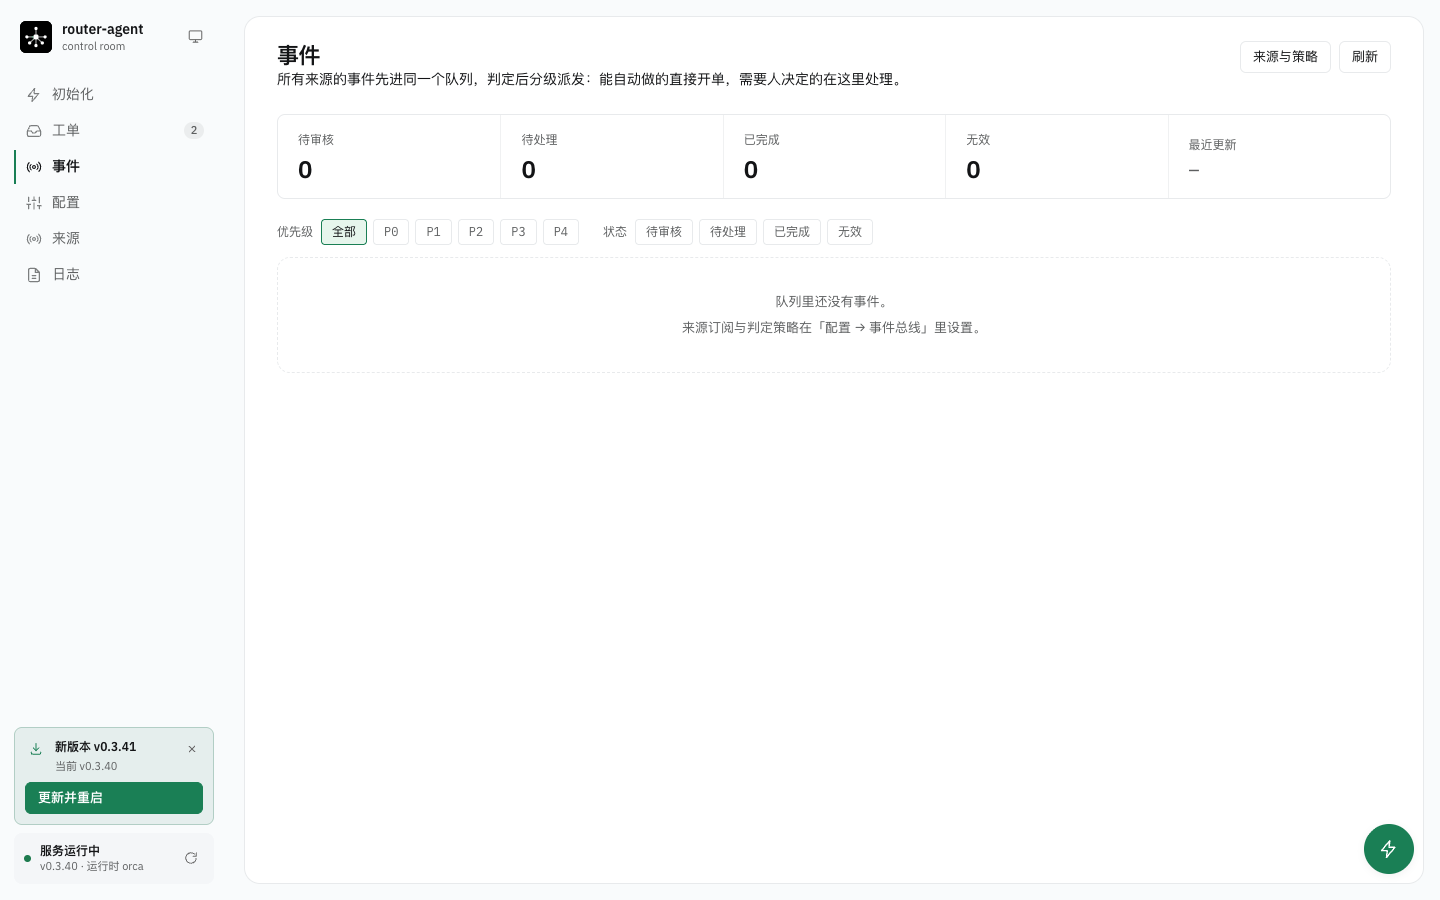 router-agent
control room
初始化
工单 2
事件
配置
来源
日志
新版本 v0.3.41
当前 v0.3.40
更新并重启
服务运行中
v0.3.40 · 运行时 orca
事件
所有来源的事件先进同一个队列，判定后分级派发：能自动做的直接开单，需要人决定的在这里处理。
来源与策略 刷新
待审核 待处理 已完成 无效 最近更新
0 0 0 0 –
优先级 全部 P0 P1 P2 P3 P4 状态 待审核 待处理 已完成 无效
队列里还没有事件。
来源订阅与判定策略在「配置 → 事件总线」里设置。